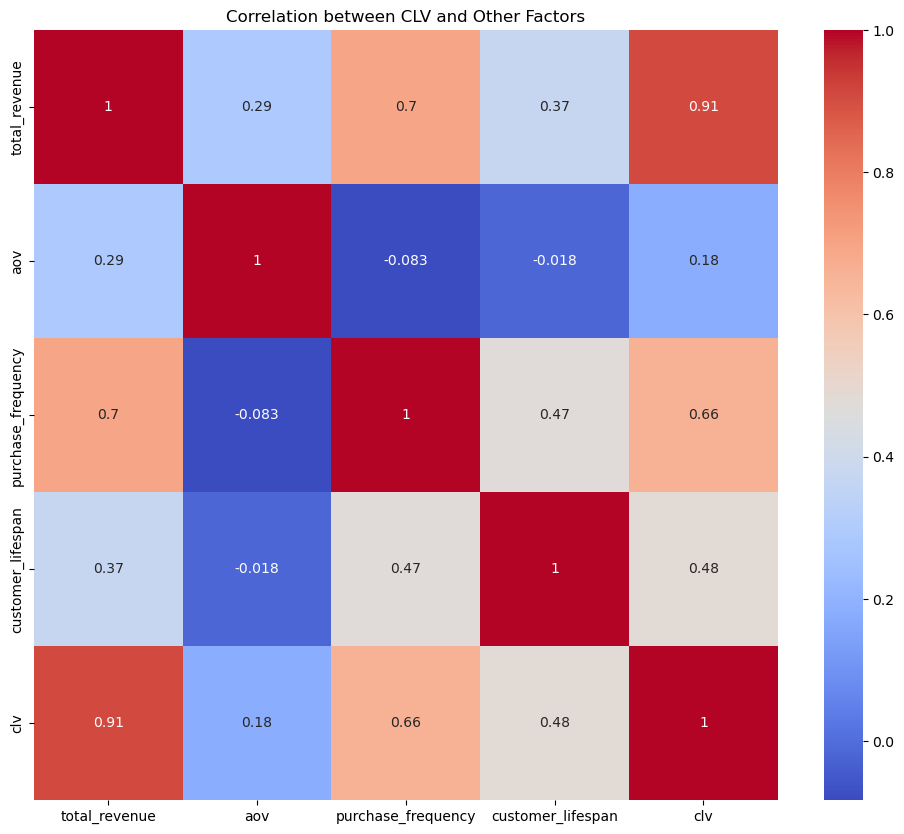 Correlation between CLV and Other Factors
total_revenue 1 0.29 0.7 0.37 0.91
aov 0.29 1 -0.083 -0.018 0.18
purchase_frequency 0.7 -0.083 1 0.47 0.66
customer_lifespan 0.37 -0.018 0.47 1 0.48
clv 0.91 0.18 0.66 0.48 1
total_revenue aov purchase_frequency customer_lifespan clv
1.0
0.8
0.6
0.4
0.2
0.0